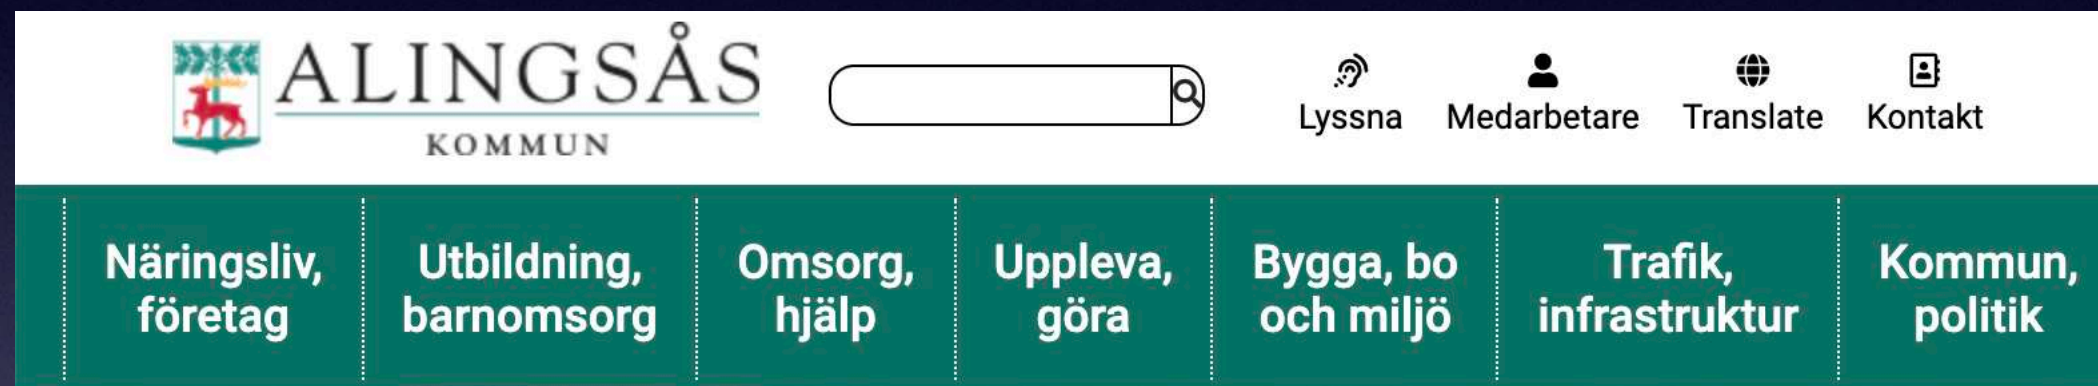 ALINGSÅS
KOMMUN
Lyssna
Medarbetare
Translate
Kontakt
Näringsliv,
företag
Utbildning,
barnomsorg
Omsorg,
hjälp
Uppleva,
göra
Bygga, bo
och miljö
Trafik,
infrastruktur
Kommun,
politik